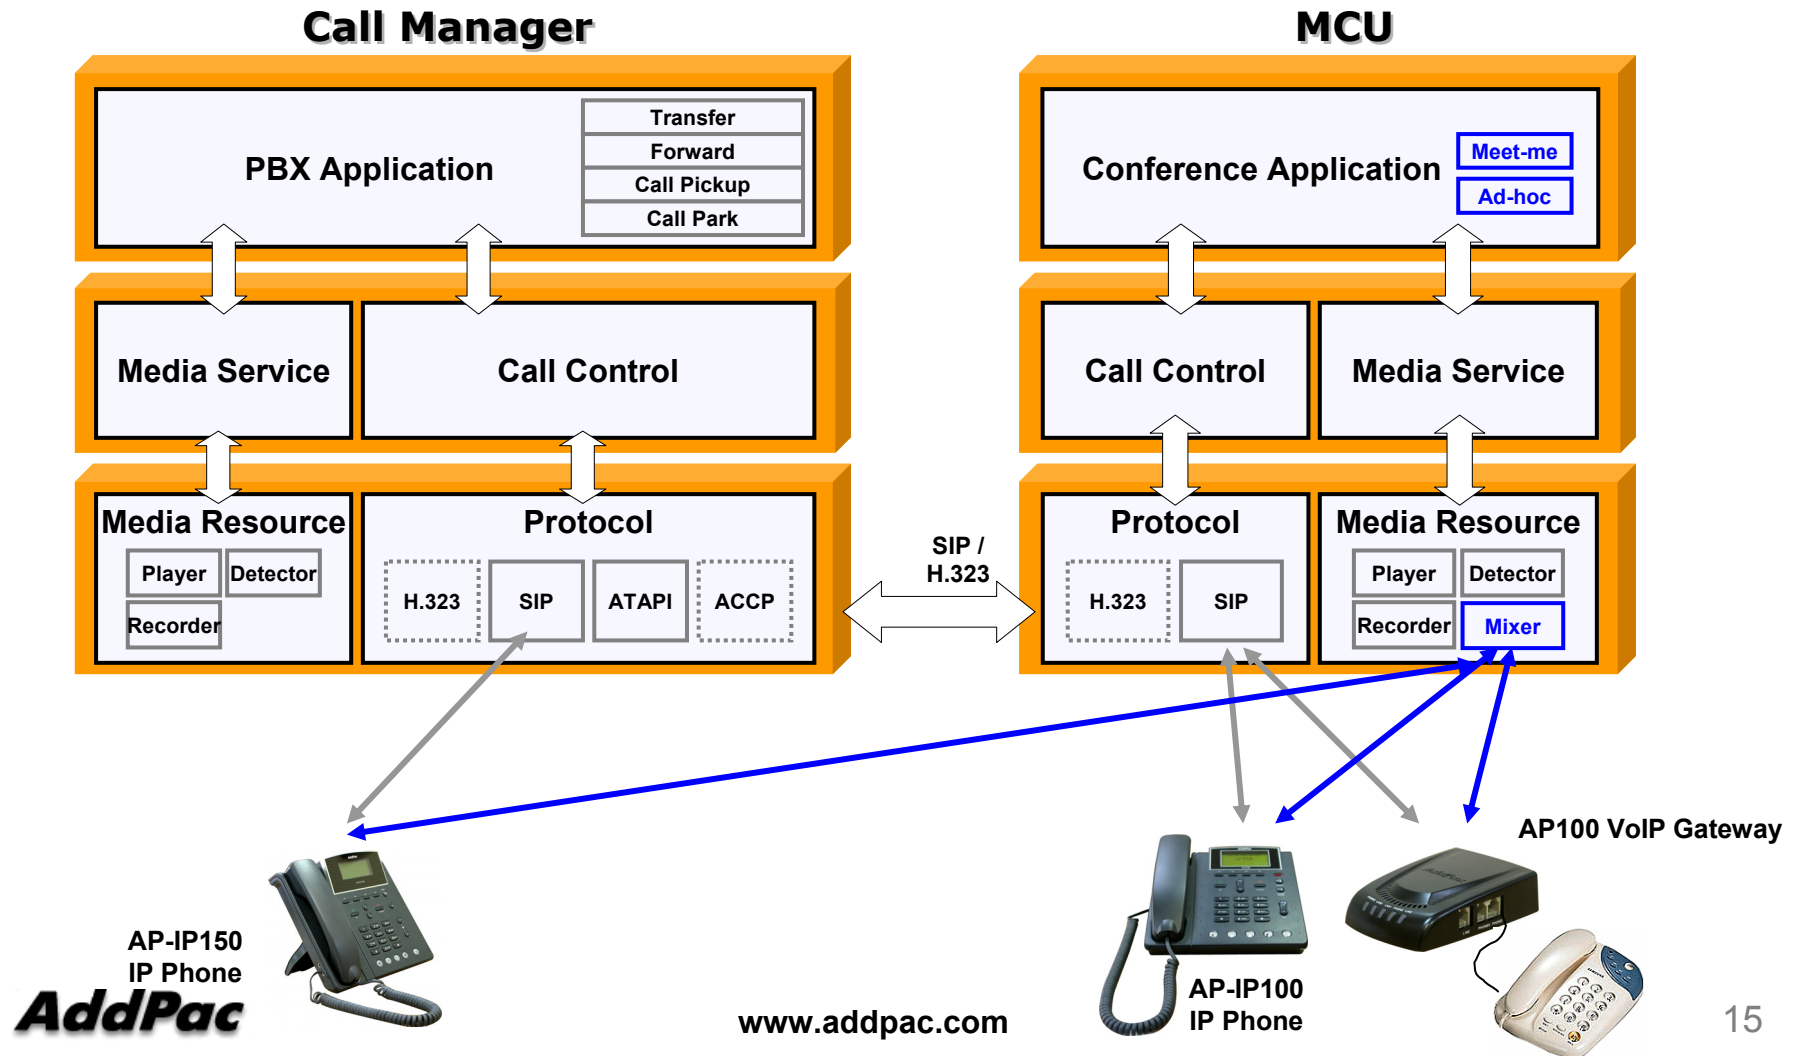 Call Manager
MCU
PBX Application
Transfer
Forward
Call Pickup
Call Park
Conference Application
Meet-me
Ad-hoc
Media Service
Call Control
Call Control
Media Service
Media Resource
Player
Detector
Recorder
Protocol
H.323
SIP
ATAPI
ACCP
SIP /
H.323
Protocol
H.323
SIP
Media Resource
Player
Detector
Recorder
Mixer
AP100 VoIP Gateway
AP-IP150
IP Phone
AP-IP100
IP Phone
AddPac
www.addpac.com
15
AddPac